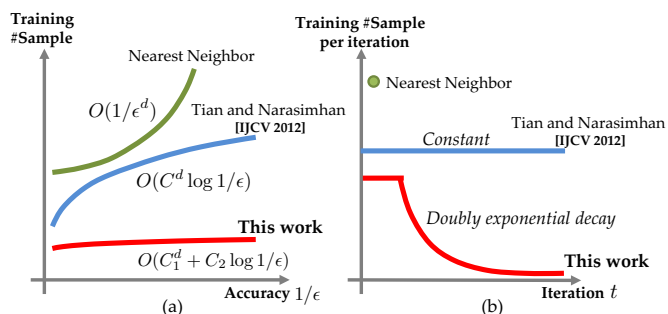 Training
#Sample
Nearest Neighbor
O(1/ϵ^d)
Tian and Narasimhan
[IJCV 2012]
O(C^d log 1/ϵ)
This work
O(C_1^d + C_2 log 1/ϵ)
Accuracy 1/ϵ
(a)
Training #Sample
per iteration
Nearest Neighbor
Tian and Narasimhan
[IJCV 2012]
Constant
Doubly exponential decay
This work
Iteration t
(b)